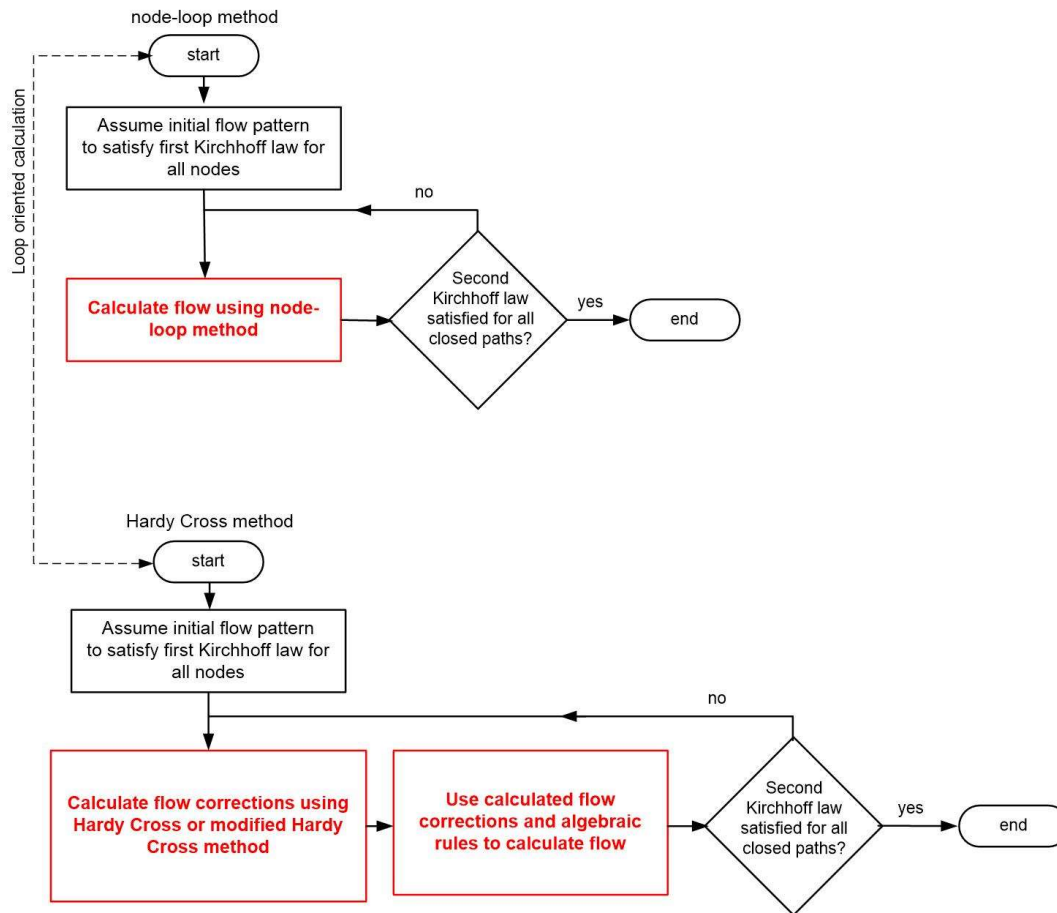 node-loop method
start
Assume initial flow pattern
to satisfy first Kirchhoff law for
all nodes
no
Loop oriented calculation
Calculate flow using node-
loop method
Second
Kirchhoff law
satisfied for all
closed paths?
yes
end
Hardy Cross method
start
Assume initial flow pattern
to satisfy first Kirchhoff law for
all nodes
no
Calculate flow corrections using
Hardy Cross or modified Hardy
Cross method
Use calculated flow
corrections and algebraic
rules to calculate flow
Second
Kirchhoff law
satisfied for all
closed paths?
yes
end